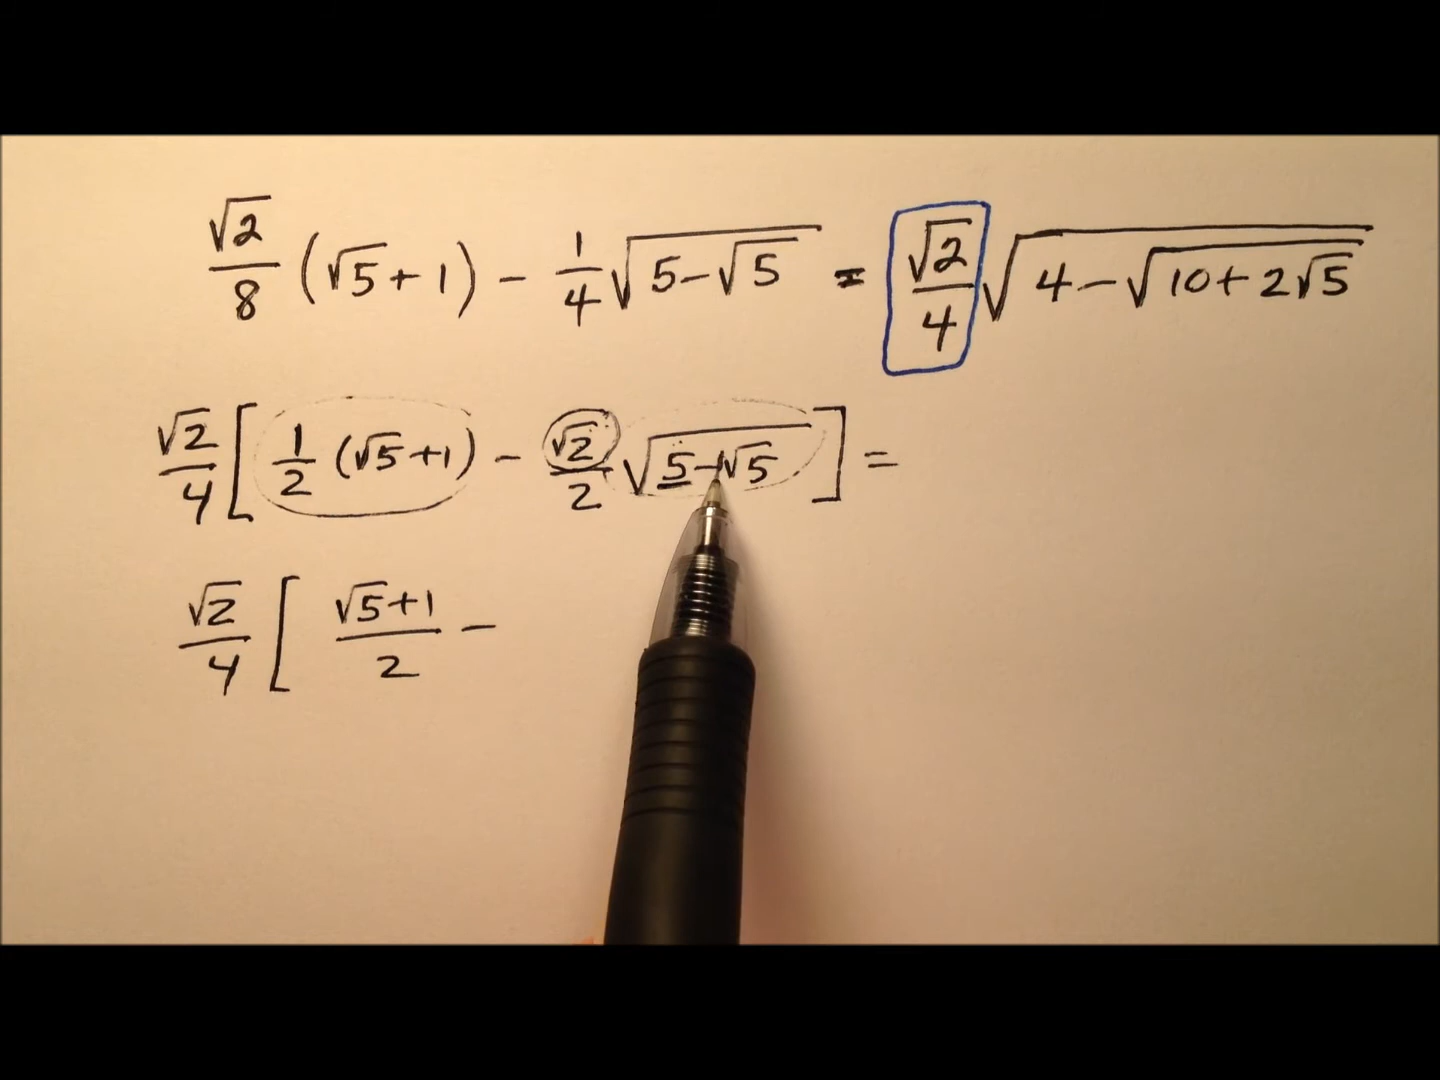 √2/8 (√5+1) - 1/4 √(5-√5) = √2/4 √(4-√(10+2√5))
√2/4 [ 1/2 (√5+1) - √2/2 √(5-√5) ] =
√2/4 [ (√5+1)/2 -